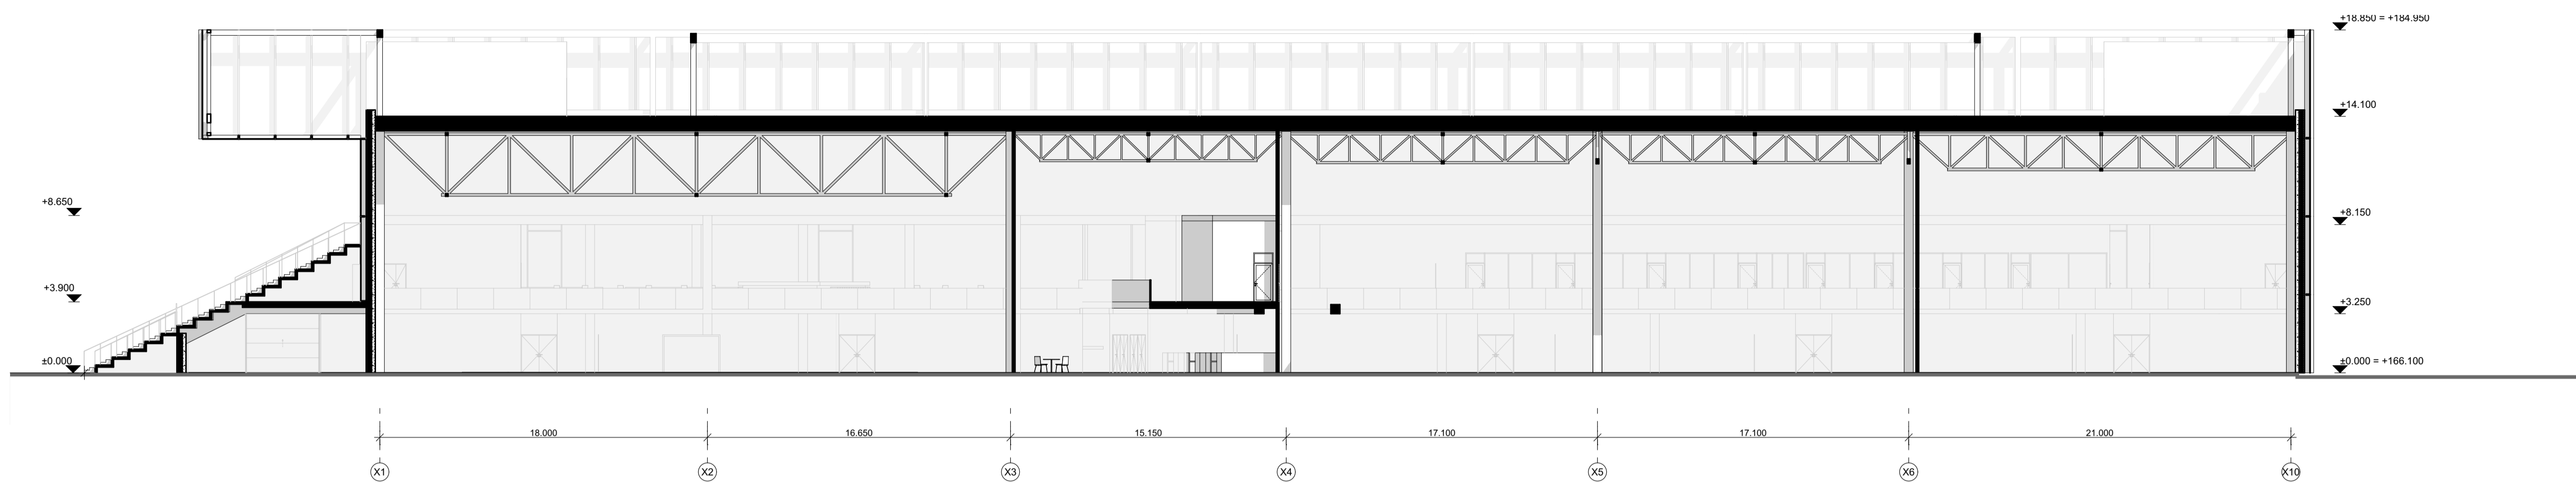 +18.850 = +184.950
+14.100
+8.650
+8.150
+3.900
+3.250
±0.000
±0.000 = +166.100
18.000
16.650
15.150
17.100
17.100
21.000
X1
X2
X3
X4
X5
X6
X10